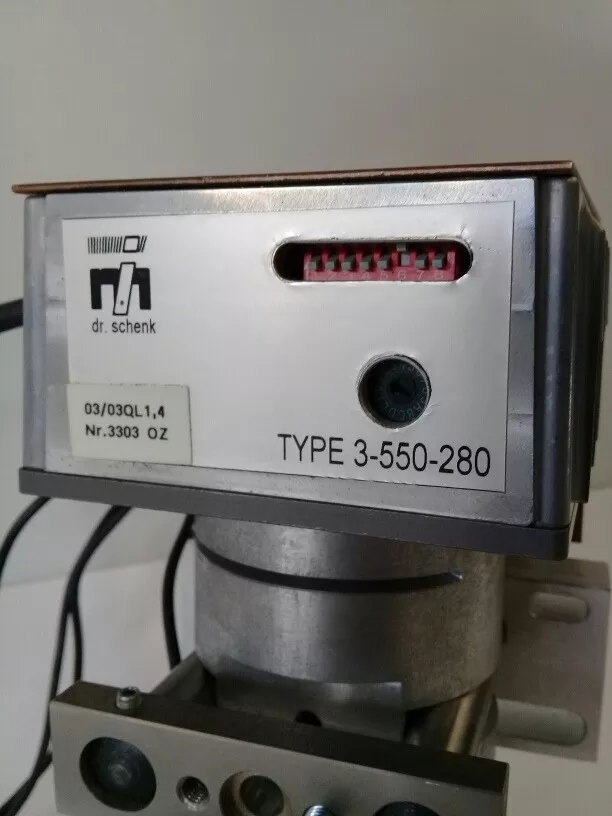 dr. schenk
03/03QL1,4
Nr.3303 OZ
TYPE 3-550-280